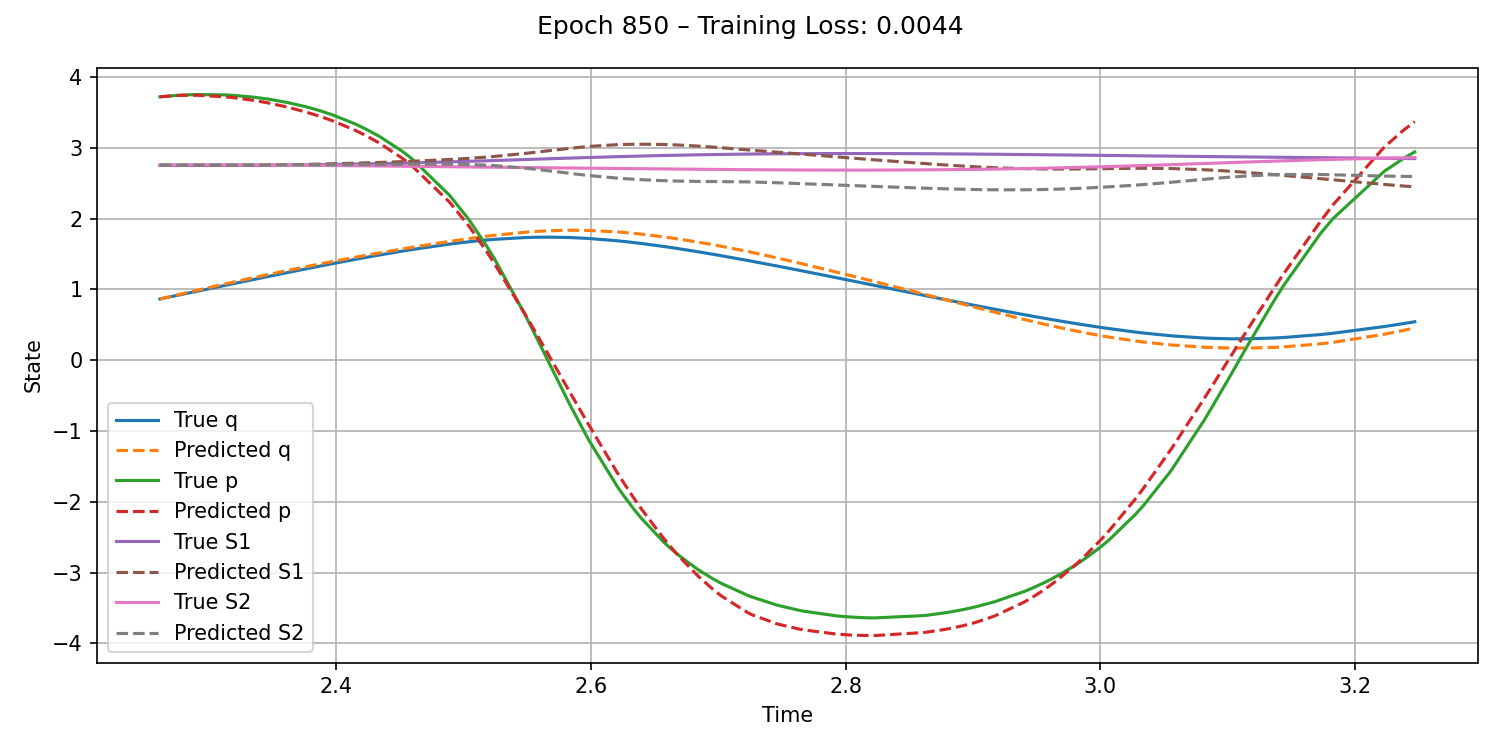 Epoch 850 – Training Loss: 0.0044
4
3
2
1
0
−1
−2
−3
−4
State
True q
Predicted q
True p
Predicted p
True S1
Predicted S1
True S2
Predicted S2
2.4 2.6 2.8 3.0 3.2
Time